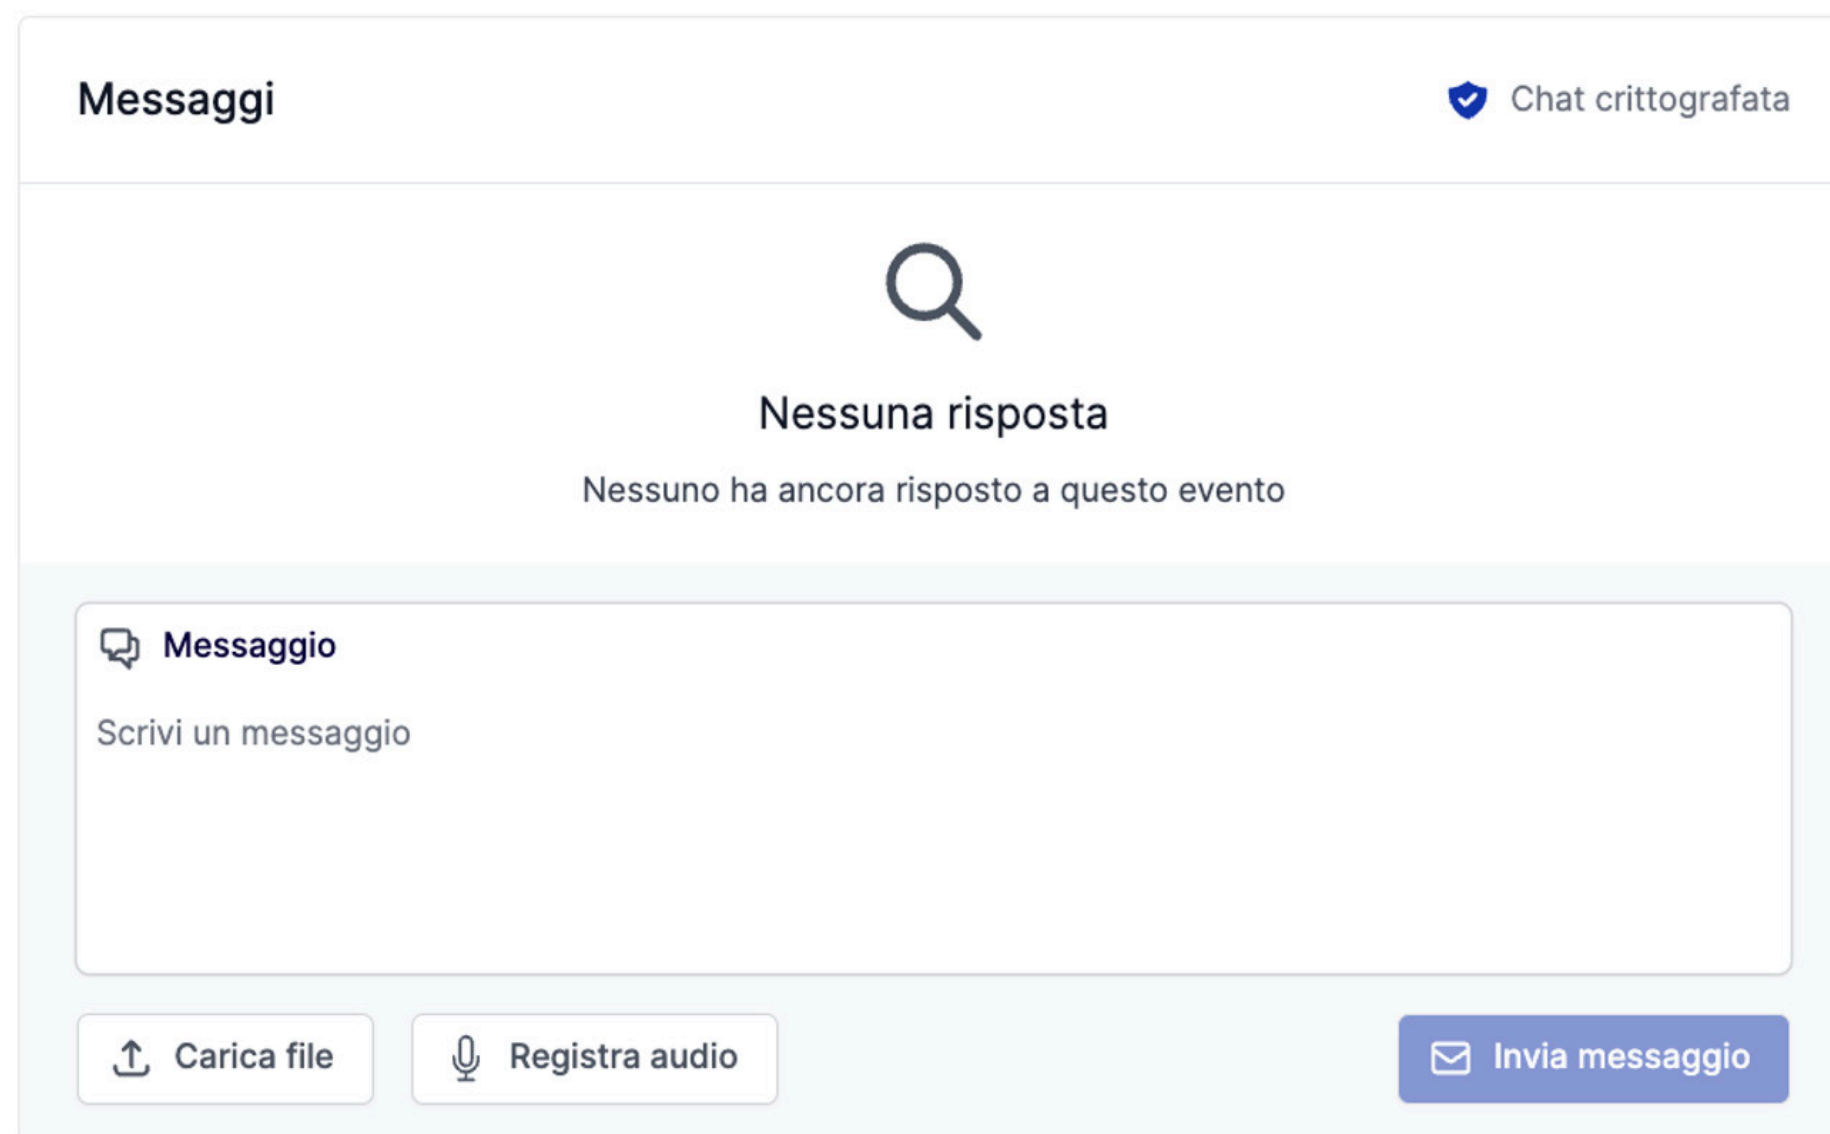 Messaggi
Chat crittografata
Nessuna risposta
Nessuno ha ancora risposto a questo evento
Messaggio
Scrivi un messaggio
Carica file
Registra audio
Invia messaggio